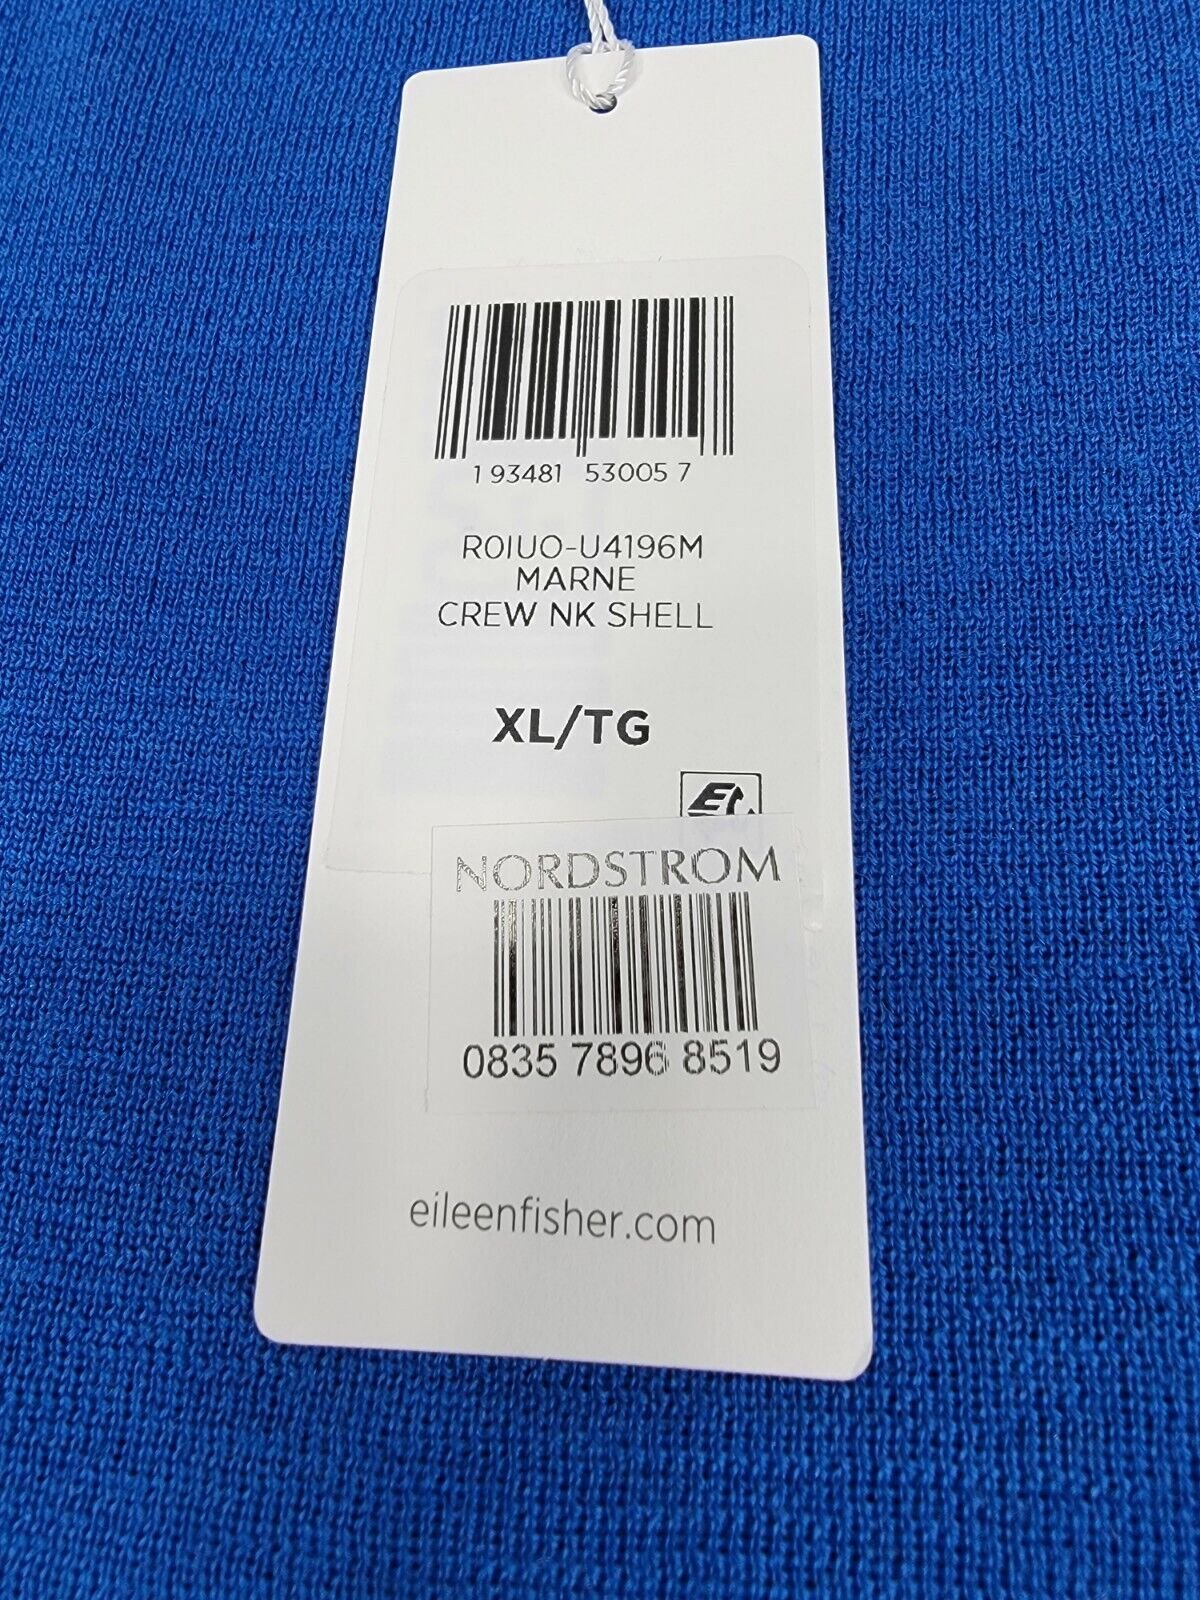 1 93481 53005 7
R0IUO-U4196M
MARNE
CREW NK SHELL
XL/TG
NORDSTROM
0835 7896 8519
eileenfisher.com